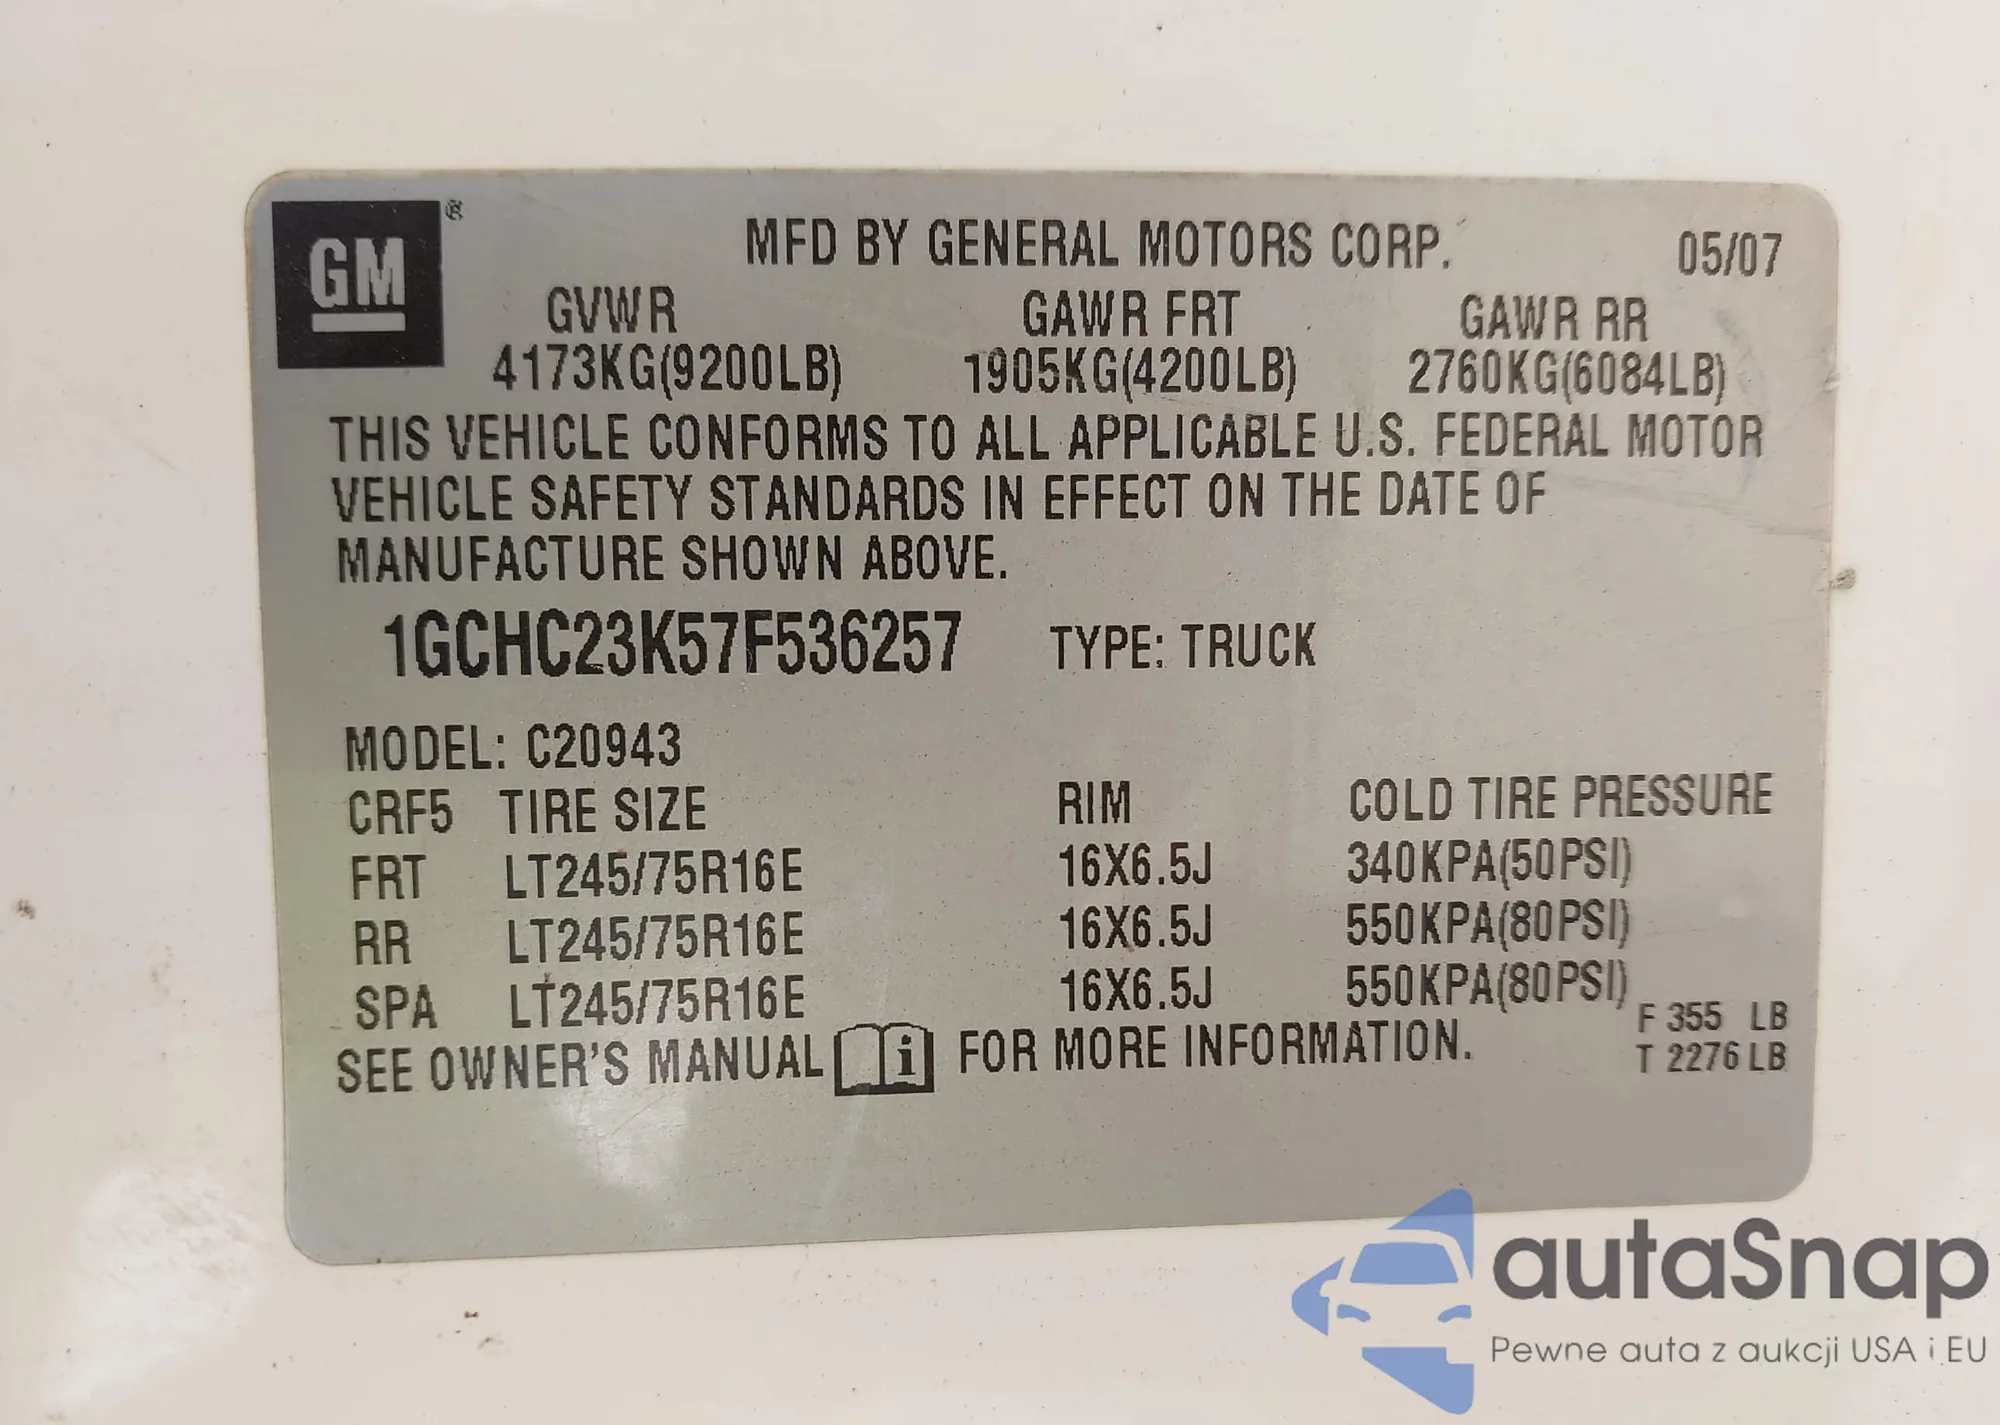 GM ®
MFD BY GENERAL MOTORS CORP. 05/07
GVWR GAWR FRT GAWR RR
4173KG(9200LB) 1905KG(4200LB) 2760KG(6084LB)
THIS VEHICLE CONFORMS TO ALL APPLICABLE U.S. FEDERAL MOTOR
VEHICLE SAFETY STANDARDS IN EFFECT ON THE DATE OF
MANUFACTURE SHOWN ABOVE.
1GCHC23K57F536257 TYPE: TRUCK
MODEL: C20943
CRF5 TIRE SIZE RIM COLD TIRE PRESSURE
FRT LT245/75R16E 16X6.5J 340KPA(50PSI)
RR LT245/75R16E 16X6.5J 550KPA(80PSI)
SPA LT245/75R16E 16X6.5J 550KPA(80PSI)
F 355 LB
T 2276 LB
SEE OWNER'S MANUAL i FOR MORE INFORMATION.
autaSnap
Pewne auta z aukcji USA i EU